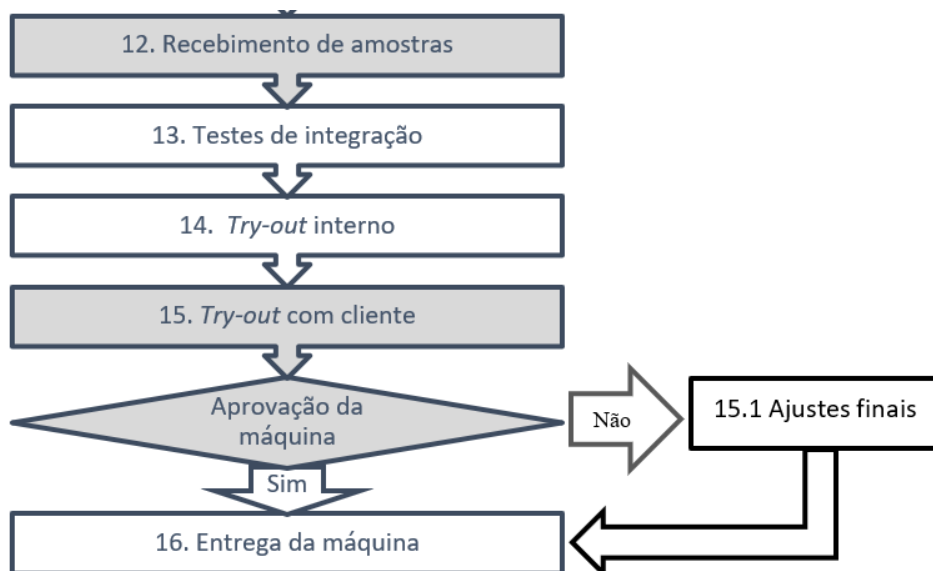 12. Recebimento de amostras
13. Testes de integração
14. Try-out interno
15. Try-out com cliente
Aprovação da
máquina
Não
15.1 Ajustes finais
Sim
16. Entrega da máquina